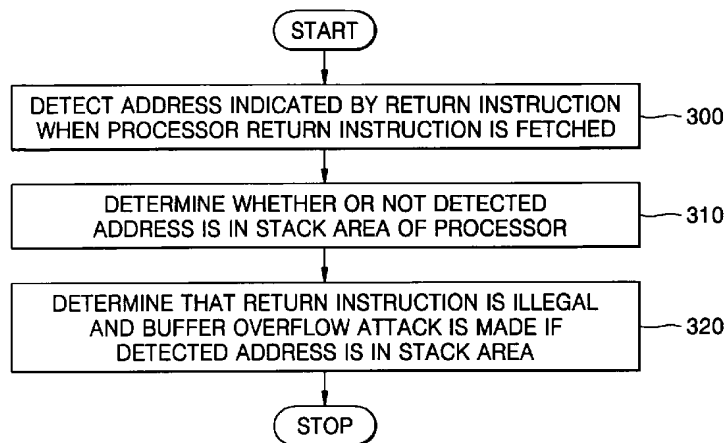 START
DETECT ADDRESS INDICATED BY RETURN INSTRUCTION
WHEN PROCESSOR RETURN INSTRUCTION IS FETCHED
300
DETERMINE WHETHER OR NOT DETECTED
ADDRESS IS IN STACK AREA OF PROCESSOR
310
DETERMINE THAT RETURN INSTRUCTION IS ILLEGAL
AND BUFFER OVERFLOW ATTACK IS MADE IF
DETECTED ADDRESS IS IN STACK AREA
320
STOP